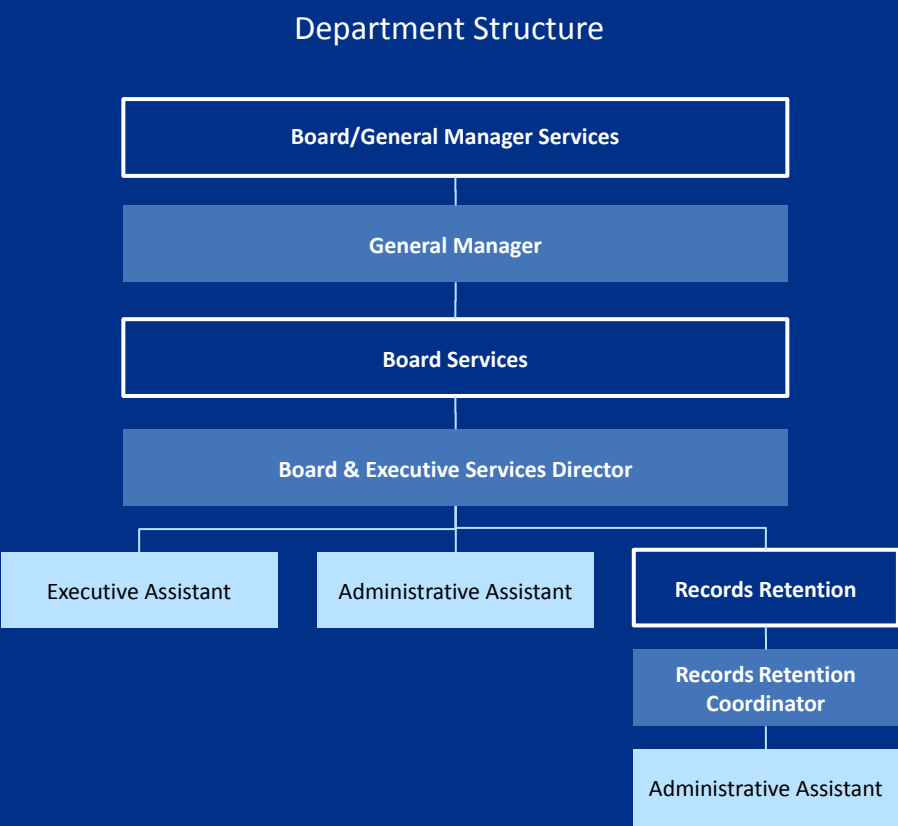 Department Structure
Board/General Manager Services
General Manager
Board Services
Board & Executive Services Director
Executive Assistant
Administrative Assistant
Records Retention
Records Retention
Coordinator
Administrative Assistant